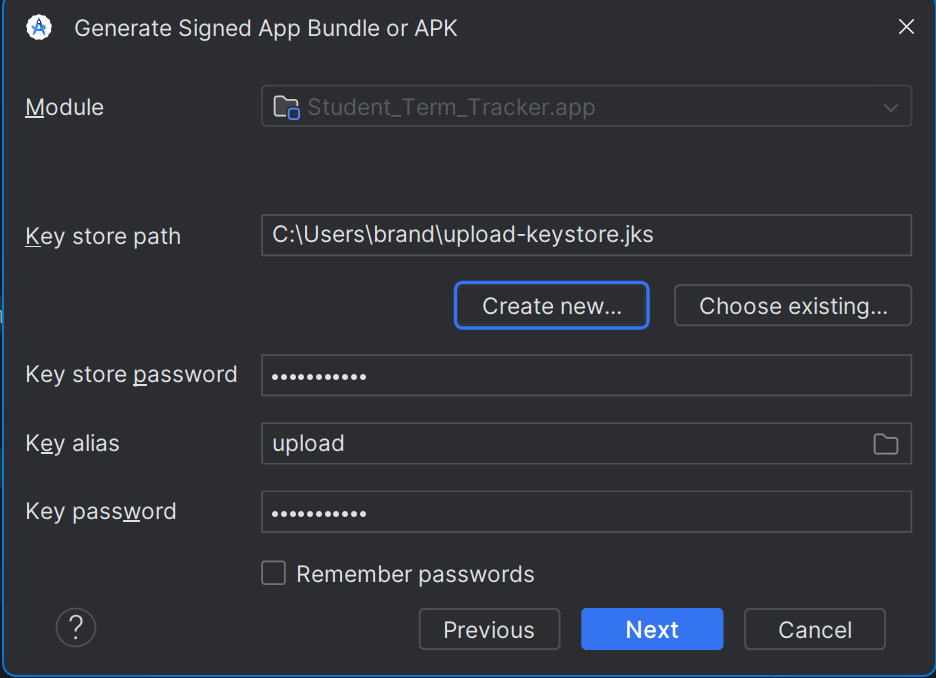 Generate Signed App Bundle or APK
Module
Student_Term_Tracker.app
Key store path
C:\Users\brand\upload-keystore.jks
Create new...
Choose existing...
Key store password
•••••••••••
Key alias
upload
Key password
•••••••••••
Remember passwords
?
Previous
Next
Cancel